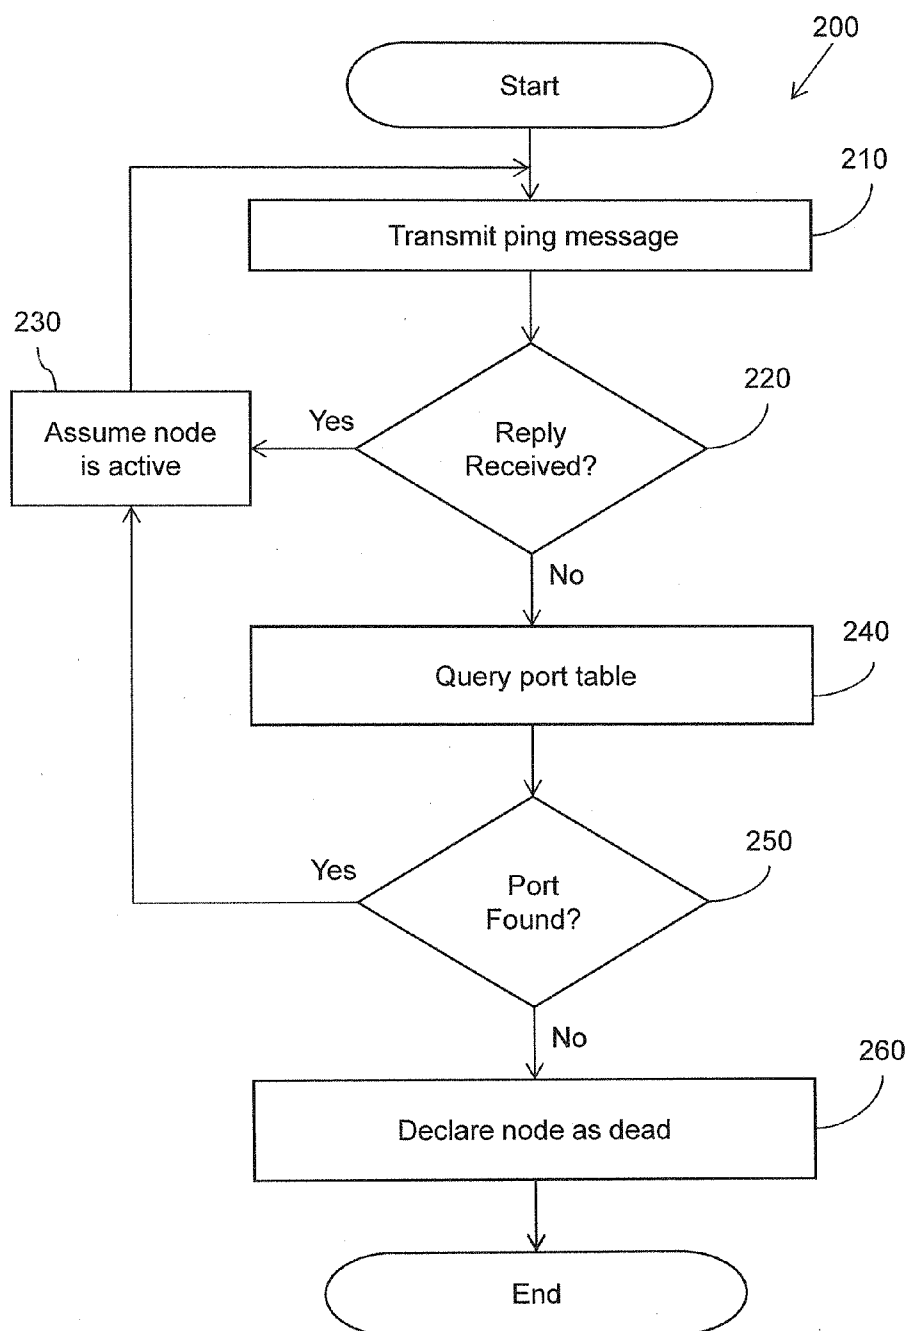 200
Start
210
Transmit ping message
230
220
Assume node
is active
Yes
Reply
Received?
No
240
Query port table
250
Yes
Port
Found?
No
260
Declare node as dead
End